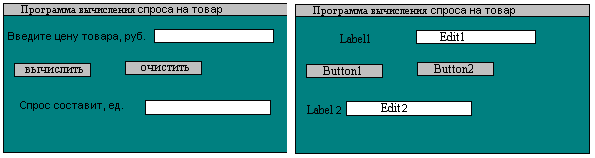 Программа вычисления спроса на товар
Введите цену товара, руб.
вычислить очистить
Спрос составит, ед.
Программа вычисления спроса на товар
Label1 Edit1
Button1 Button2
Label 2 Edit2